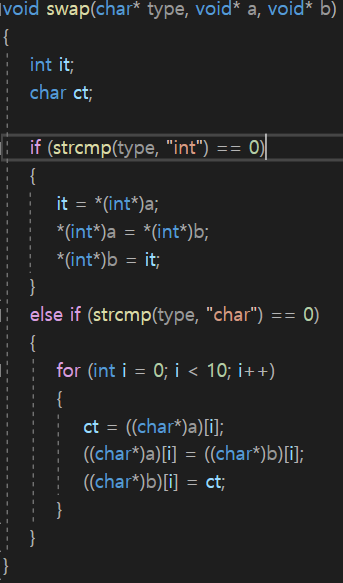 void swap(char* type, void* a, void* b)
{
int it;
char ct;
if (strcmp(type, "int") == 0)
{
it = *(int*)a;
*(int*)a = *(int*)b;
*(int*)b = it;
}
else if (strcmp(type, "char") == 0)
{
for (int i = 0; i < 10; i++)
{
ct = ((char*)a)[i];
((char*)a)[i] = ((char*)b)[i];
((char*)b)[i] = ct;
}
}
}